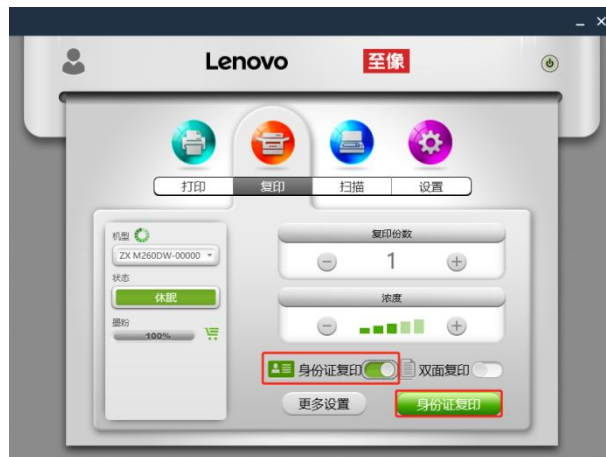 Lenovo 至像
打印 复印 扫描 设置
机型
ZX M260DW-00000
状态
休眠
墨粉
100%
复印份数
1
浓度
身份证复印 双面复印
更多设置 身份证复印